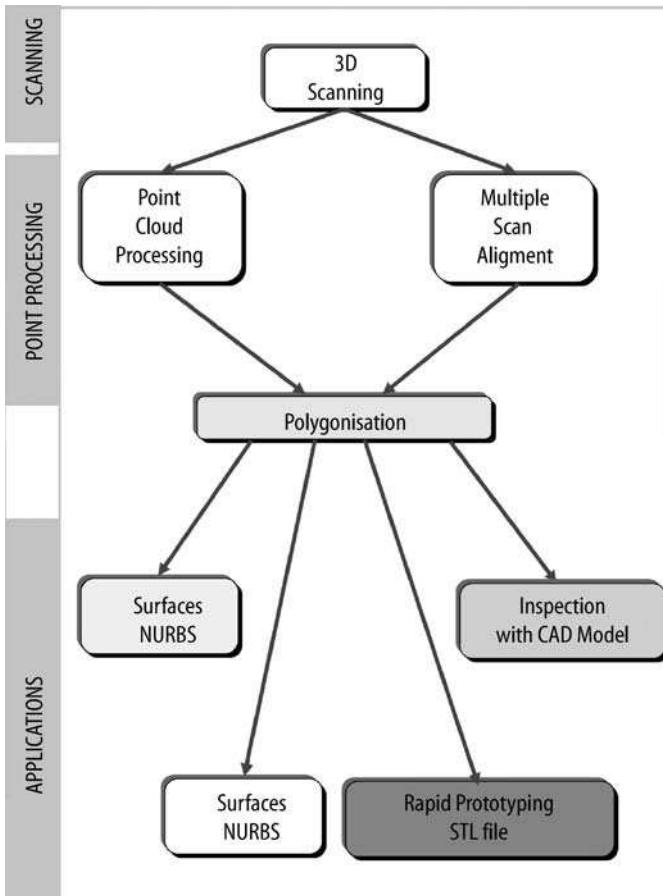 SCANNING
3D
Scanning
POINT PROCESSING
Point
Cloud
Processing
Multiple
Scan
Aligment
Polygonisation
APPLICATIONS
Surfaces
NURBS
Inspection
with CAD Model
Surfaces
NURBS
Rapid Prototyping
STL file